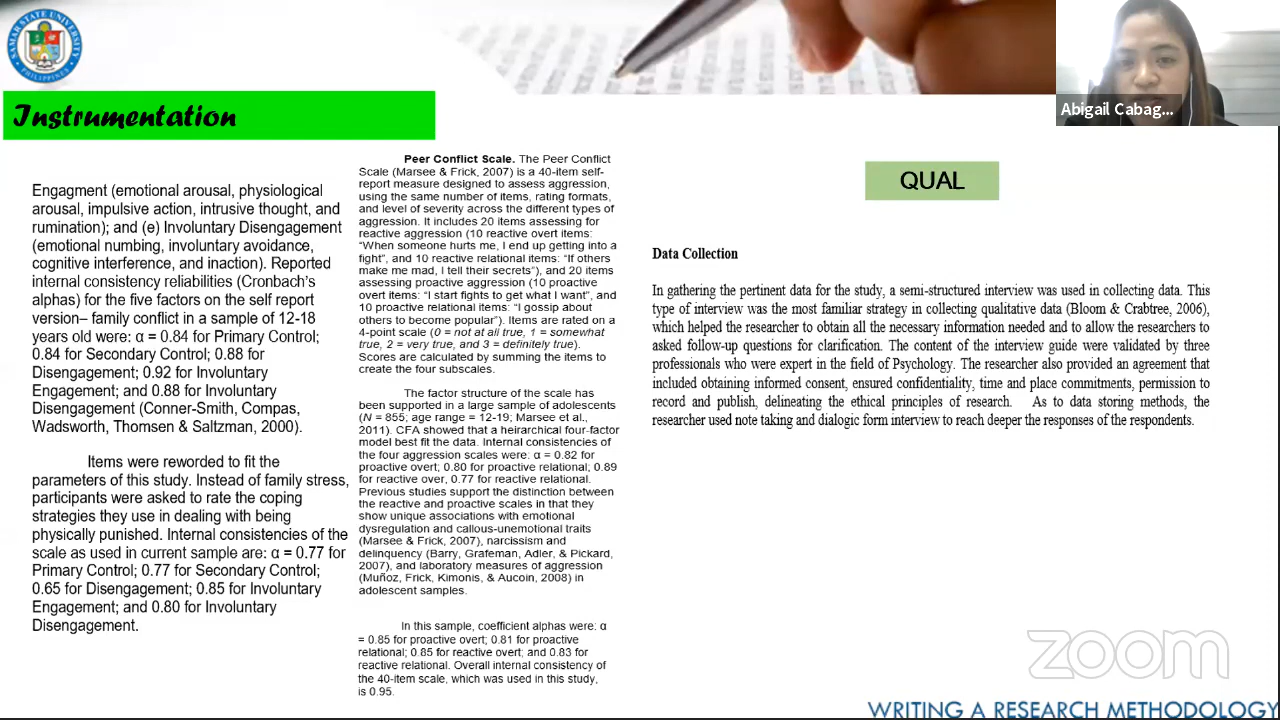 SAMAR STATE UNIVERSITY
PHILIPPINES
Abigail Cabag...
Instrumentation
Engagment (emotional arousal, physiological
arousal, impulsive action, intrusive thought, and
rumination); and (e) Involuntary Disengagement
(emotional numbing, involuntary avoidance,
cognitive interference, and inaction). Reported
internal consistency reliabilities (Cronbach's
alphas) for the five factors on the self report
version– family conflict in a sample of 12-18
years old were: α = 0.84 for Primary Control;
0.84 for Secondary Control; 0.88 for
Disengagement; 0.92 for Involuntary
Engagement; and 0.88 for Involuntary
Disengagement (Conner-Smith, Compas,
Wadsworth, Thomsen & Saltzman, 2000).
Items were reworded to fit the
parameters of this study. Instead of family stress,
participants were asked to rate the coping
strategies they use in dealing with being
physically punished. Internal consistencies of the
scale as used in current sample are: α = 0.77 for
Primary Control; 0.77 for Secondary Control;
0.65 for Disengagement; 0.85 for Involuntary
Engagement; and 0.80 for Involuntary
Disengagement.
Peer Conflict Scale. The Peer Conflict
Scale (Marsee & Frick, 2007) is a 40-item self-
report measure designed to assess aggression,
using the same number of items, rating formats,
and level of severity across the different types of
aggression. It includes 20 items assessing for
reactive aggression (10 reactive overt items:
“When someone hurts me, I end up getting into a
fight”, and 10 reactive relational items: “If others
make me mad, I tell their secrets”), and 20 items
assessing proactive aggression (10 proactive
overt items: “I start fights to get what I want”, and
10 proactive relational items: “I gossip about
others to become popular”). Items are rated on a
4-point scale (0 = not at all true, 1 = somewhat
true, 2 = very true, and 3 = definitely true).
Scores are calculated by summing the items to
create the four subscales.
The factor structure of the scale has
been supported in a large sample of adolescents
(N = 855; age range = 12-19; Marsee et al.,
2011). CFA showed that a heirarchical four-factor
model best fit the data. Internal consistencies of
the four aggression scales were: α = 0.82 for
proactive overt; 0.80 for proactive relational; 0.89
for reactive over, 0.77 for reactive relational.
Previous studies support the distinction between
the reactive and proactive scales in that they
show unique associations with emotional
dysregulation and callous-unemotional traits
(Marsee & Frick, 2007), narcissism and
delinquency (Barry, Grafeman, Adler, & Pickard,
2007), and laboratory measures of aggression
(Muñoz, Frick, Kimonis, & Aucoin, 2008) in
adolescent samples.
In this sample, coefficient alphas were: α
= 0.85 for proactive overt; 0.81 for proactive
relational; 0.85 for reactive overt; and 0.83 for
reactive relational. Overall internal consistency of
the 40-item scale, which was used in this study,
is 0.95.
QUAL
Data Collection
In gathering the pertinent data for the study, a semi-structured interview was used in collecting data. This
type of interview was the most familiar strategy in collecting qualitative data (Bloom & Crabtree, 2006),
which helped the researcher to obtain all the necessary information needed and to allow the researchers to
asked follow-up questions for clarification. The content of the interview guide were validated by three
professionals who were expert in the field of Psychology. The researcher also provided an agreement that
included obtaining informed consent, ensured confidentiality, time and place commitments, permission to
record and publish, delineating the ethical principles of research. As to data storing methods, the
researcher used note taking and dialogic form interview to reach deeper the responses of the respondents.
zoom
WRITING A RESEARCH METHODOLOGY